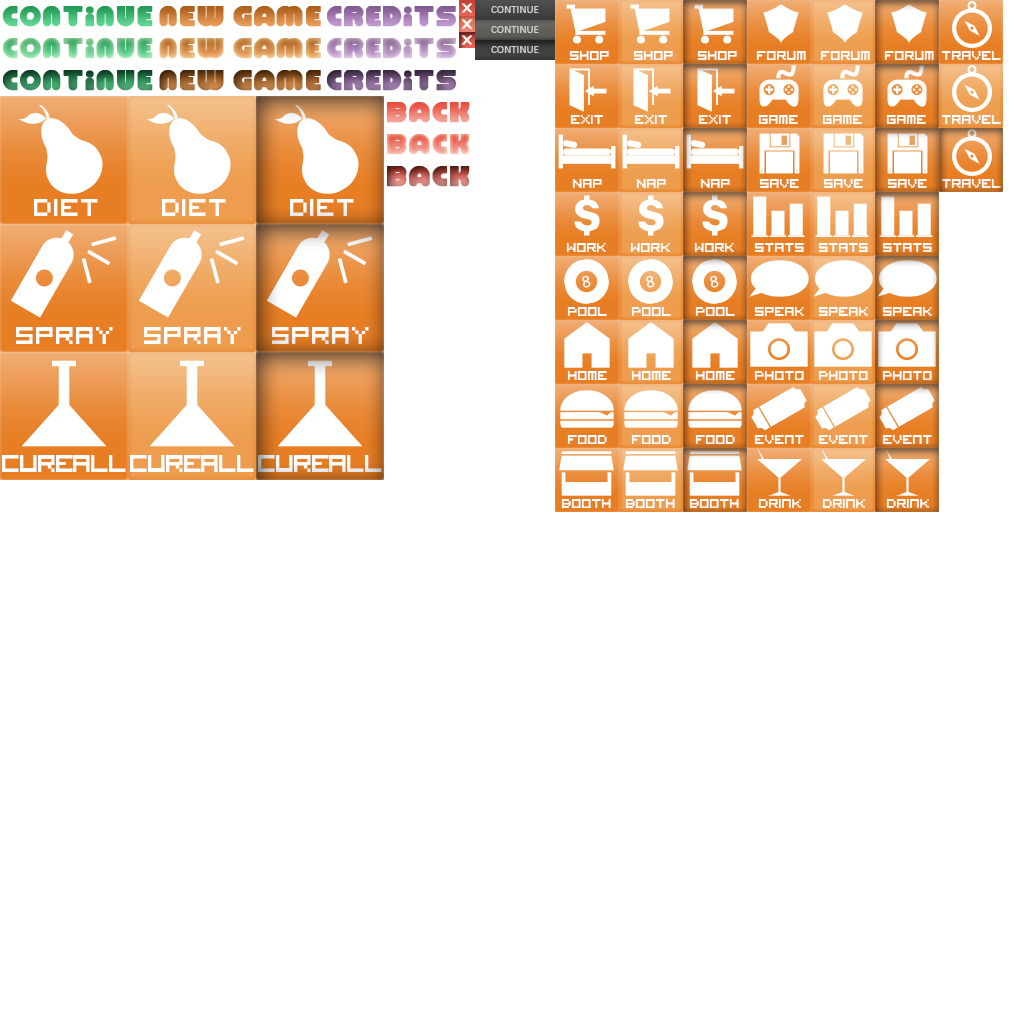 CONTiNUE NEW GAME CREDiTS
CONTiNUE NEW GAME CREDiTS
CONTiNUE NEW GAME CREDiTS
CONTINUE
CONTINUE
CONTINUE
BACK
BACK
BACK
DIET DIET DIET
SPRAY SPRAY SPRAY
CUREALL CUREALL CUREALL
SHOP SHOP SHOP FORUM FORUM FORUM TRAVEL
EXIT EXIT EXIT GAME GAME GAME TRAVEL
NAP NAP NAP SAVE SAVE SAVE TRAVEL
$ $ $
WORK WORK WORK STATS STATS STATS
8 8 8
POOL POOL POOL SPEAK SPEAK SPEAK
HOME HOME HOME PHOTO PHOTO PHOTO
FOOD FOOD FOOD EVENT EVENT EVENT
BOOTH BOOTH BOOTH DRINK DRINK DRINK